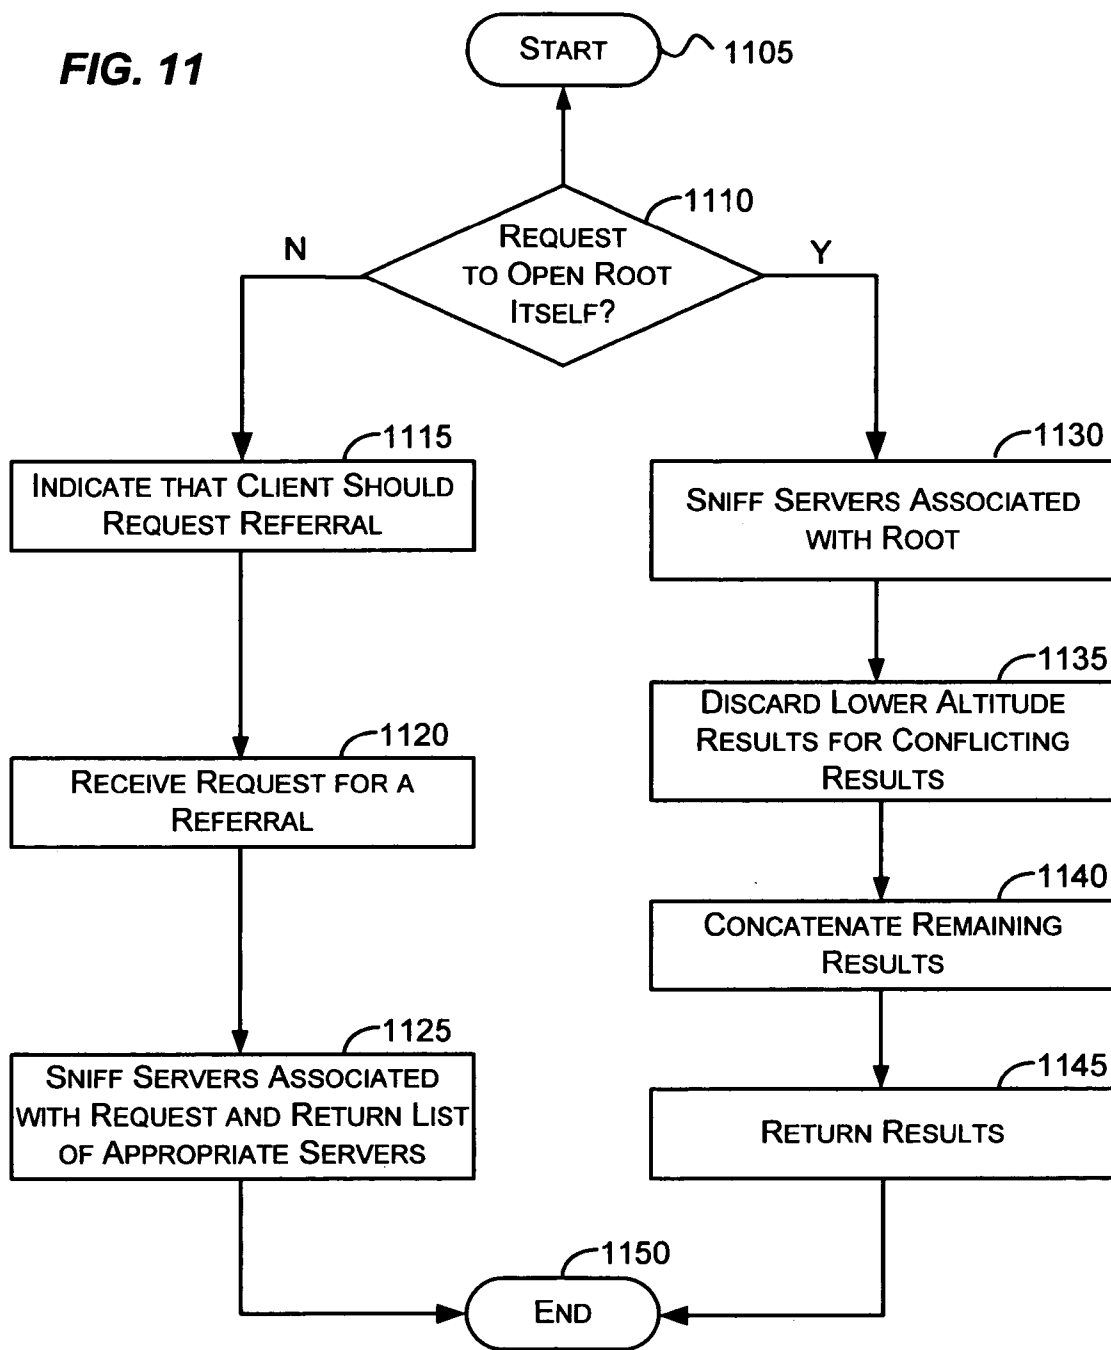 FIG. 11
START
1105
1110
REQUEST
TO OPEN ROOT
ITSELF?
N
Y
1115
INDICATE THAT CLIENT SHOULD
REQUEST REFERRAL
1120
RECEIVE REQUEST FOR A
REFERRAL
1125
SNIFF SERVERS ASSOCIATED
WITH REQUEST AND RETURN LIST
OF APPROPRIATE SERVERS
1130
SNIFF SERVERS ASSOCIATED
WITH ROOT
1135
DISCARD LOWER ALTITUDE
RESULTS FOR CONFLICTING
RESULTS
1140
CONCATENATE REMAINING
RESULTS
1145
RETURN RESULTS
1150
END